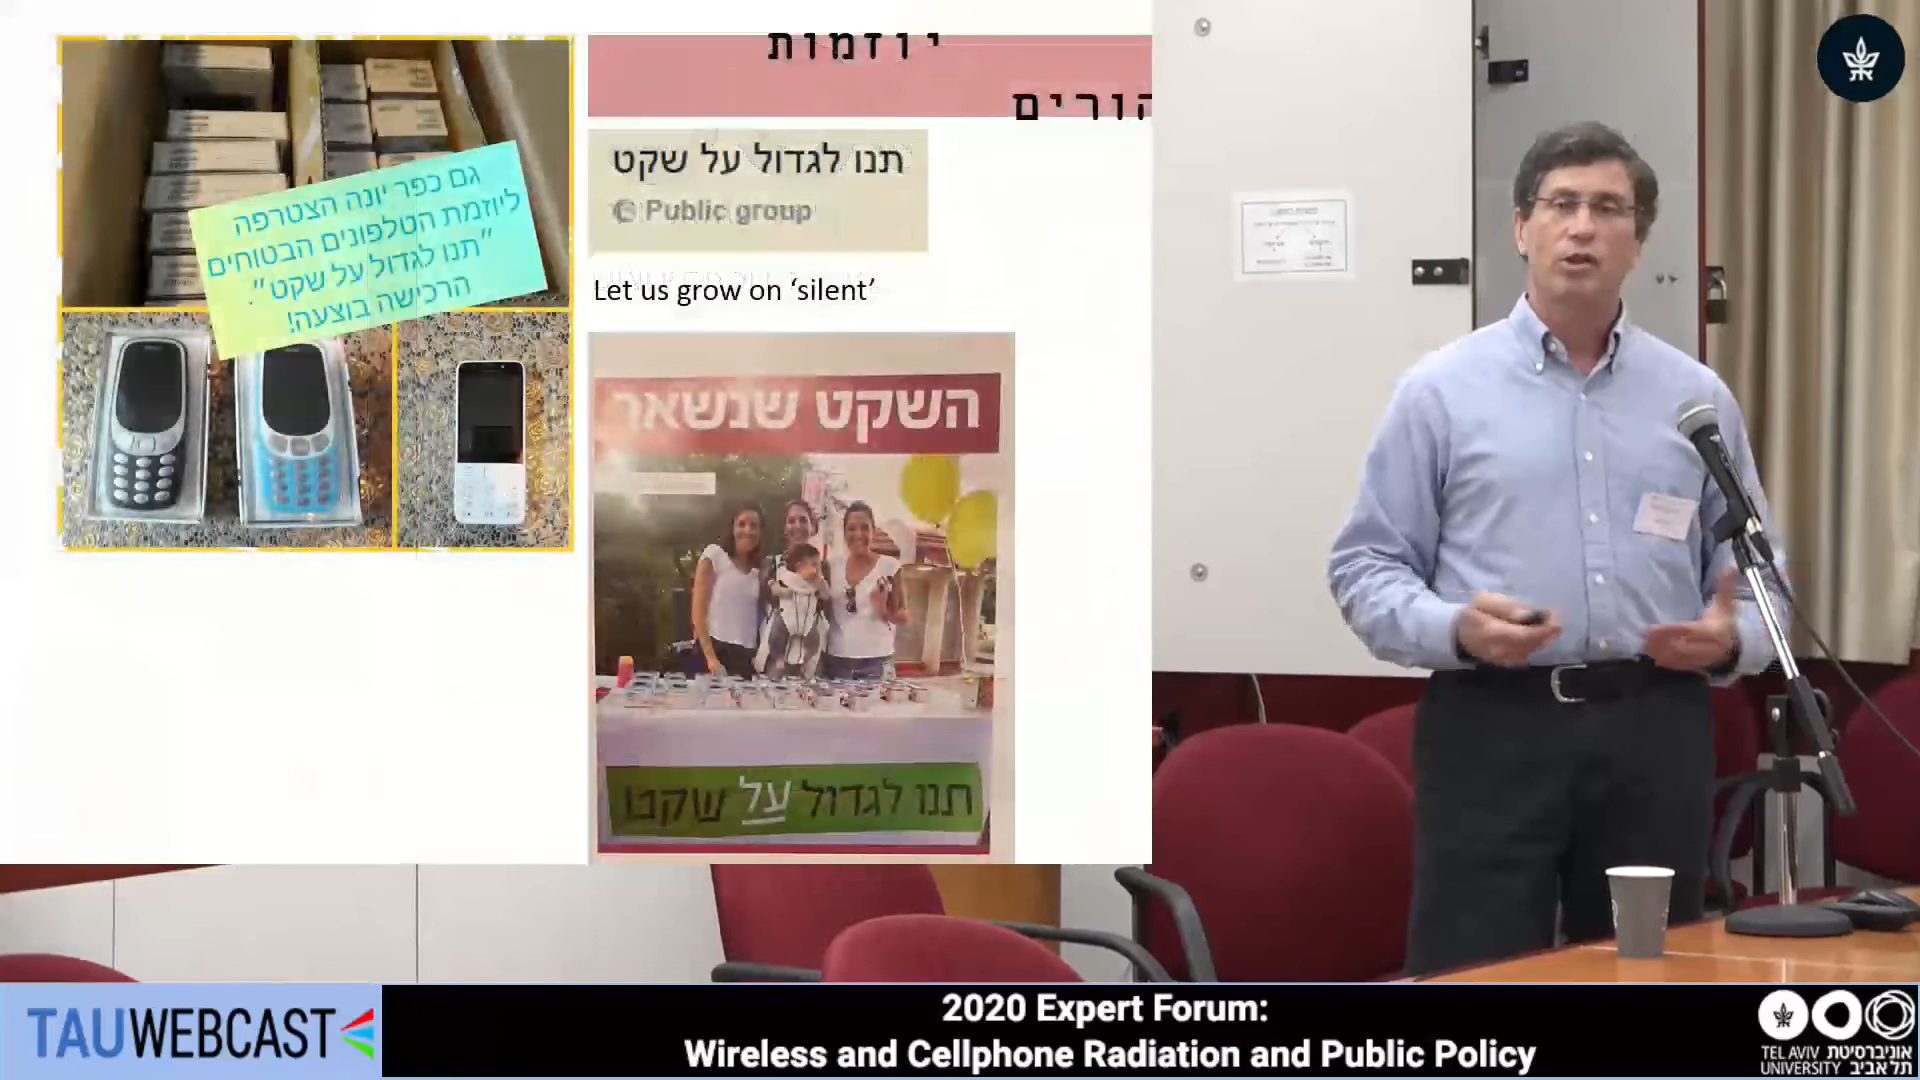 יוזמות
הורים
גם כפר יונה הצטרפה
ליוזמת הטלפונים הבטוחים
"תנו לגדול על שקט".
הרכישה בוצעה!
תנו לגדול על שקט
Public group
Let us grow on ‘silent’
השקט שנשאר
תנו לגדול על שקט
TAUWEBCAST
2020 Expert Forum:
Wireless and Cellphone Radiation and Public Policy
TEL AVIV אוניברסיטת
UNIVERSITY תל אביב